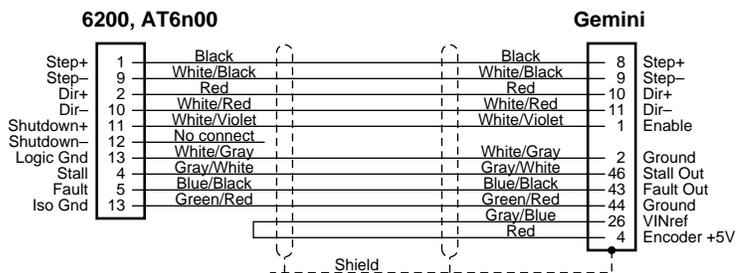 6200, AT6n00 Gemini
Step+ 1 Black Black 8 Step+
Step– 9 White/Black White/Black 9 Step–
Dir+ 2 Red Red 10 Dir+
Dir– 10 White/Red White/Red 11 Dir–
Shutdown+ 11 White/Violet White/Violet 1 Enable
Shutdown– 12 No connect
Logic Gnd 13 White/Gray White/Gray 2 Ground
Stall 4 Gray/White Gray/White 46 Stall Out
Fault 5 Blue/Black Blue/Black 43 Fault Out
Iso Gnd 13 Green/Red Green/Red 44 Ground
Gray/Blue 26 VINref
Red 4 Encoder +5V
Shield